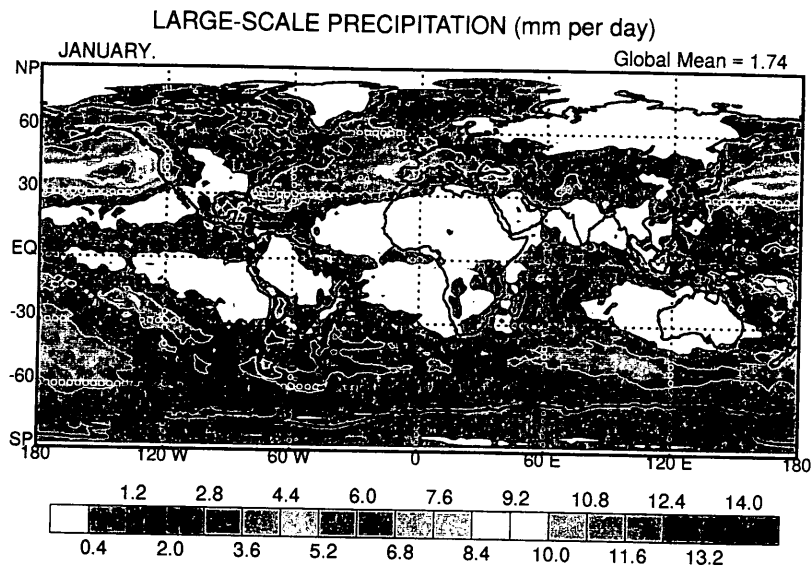 LARGE-SCALE PRECIPITATION (mm per day)
JANUARY. Global Mean = 1.74
NP
60
30
EQ
-30
-60
SP
180 120 W 60 W 0 60 E 120 E 180
1.2 2.8 4.4 6.0 7.6 9.2 10.8 12.4 14.0
0.4 2.0 3.6 5.2 6.8 8.4 10.0 11.6 13.2